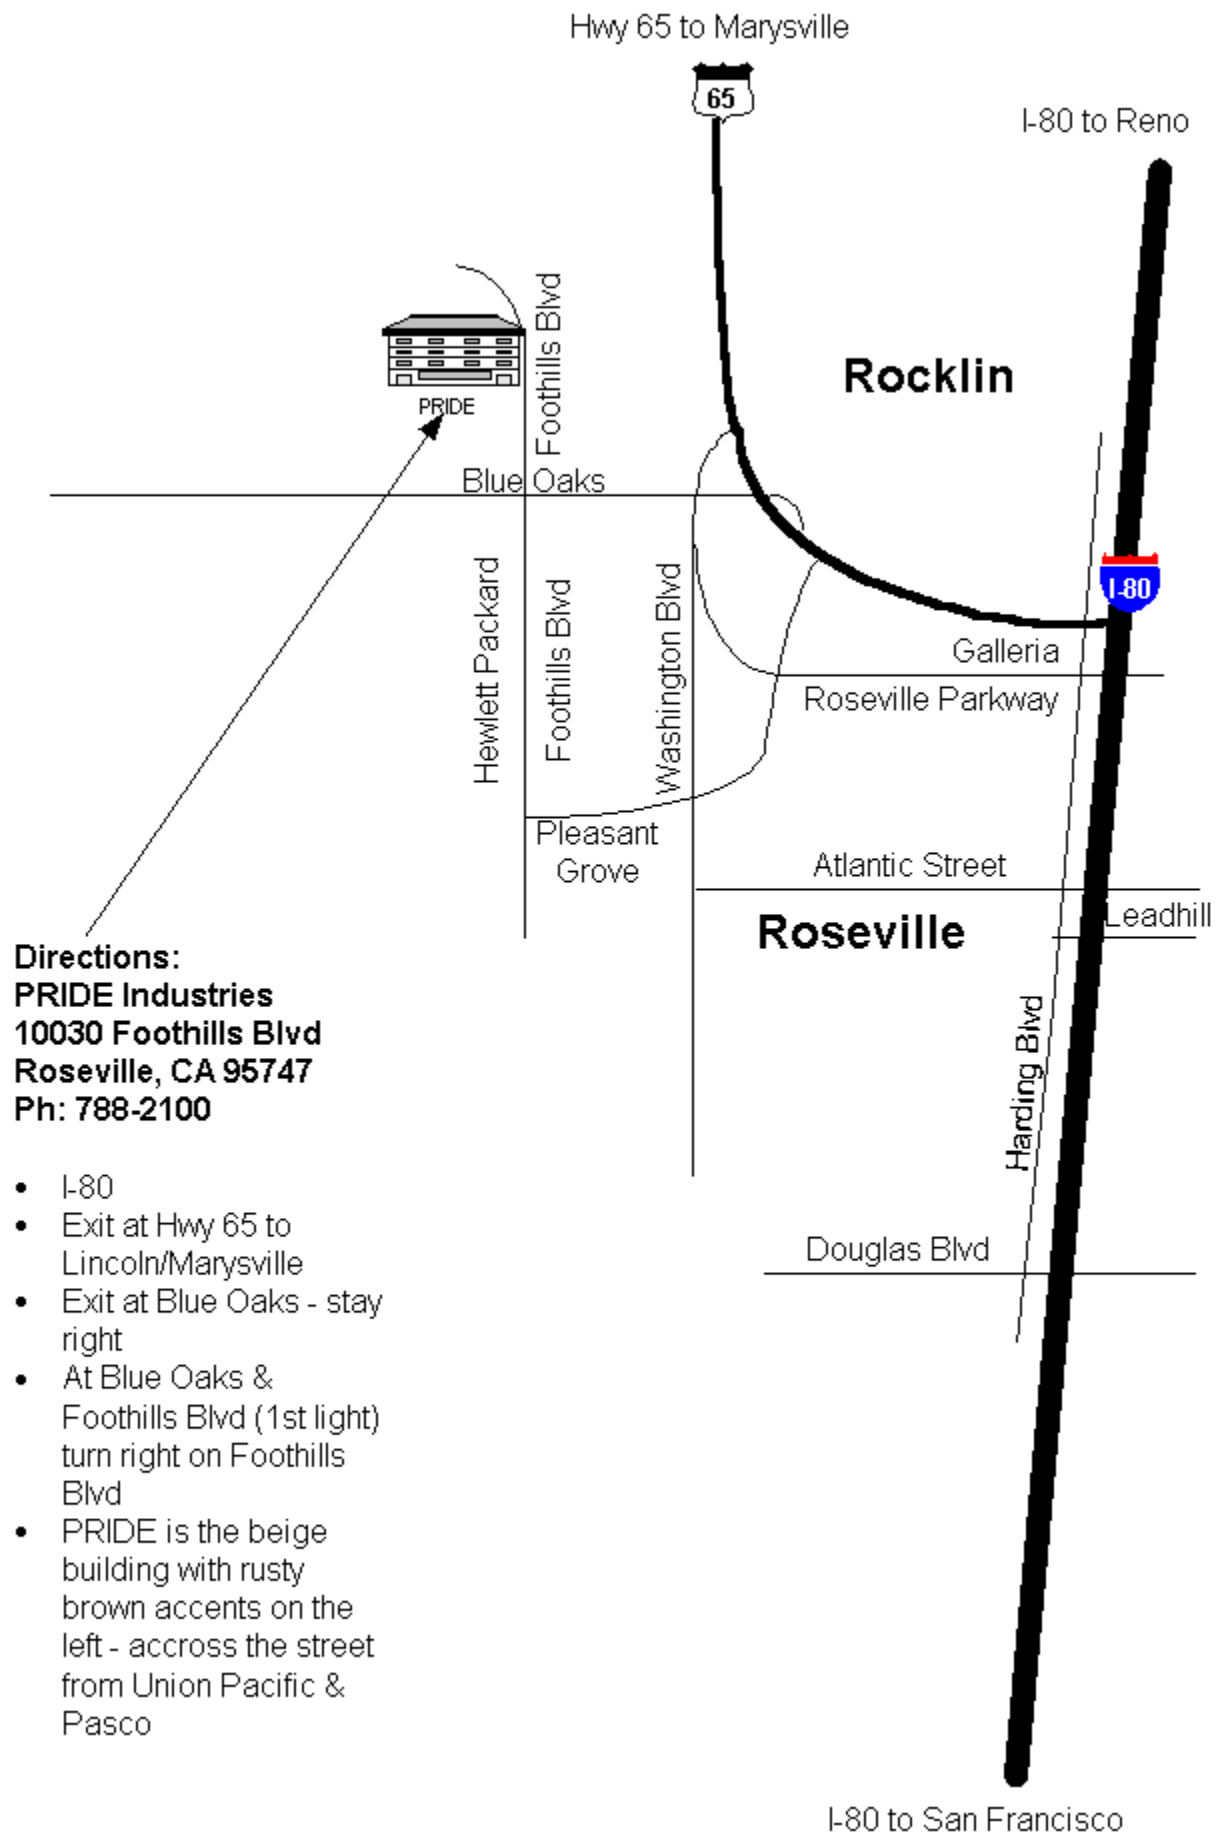 Hwy 65 to Marysville
65
I-80 to Reno
Foothills Blvd
Rocklin
PRIDE
Blue Oaks
I-80
Hewlett Packard
Foothills Blvd
Washington Blvd
Galleria
Roseville Parkway
Pleasant
Grove
Atlantic Street
Leadhill
Roseville
Harding Blvd
Douglas Blvd
Directions:
PRIDE Industries
10030 Foothills Blvd
Roseville, CA 95747
Ph: 788-2100
• I-80
• Exit at Hwy 65 to
Lincoln/Marysville
• Exit at Blue Oaks - stay
right
• At Blue Oaks &
Foothills Blvd (1st light)
turn right on Foothills
Blvd
• PRIDE is the beige
building with rusty
brown accents on the
left - accross the street
from Union Pacific &
Pasco
I-80 to San Francisco